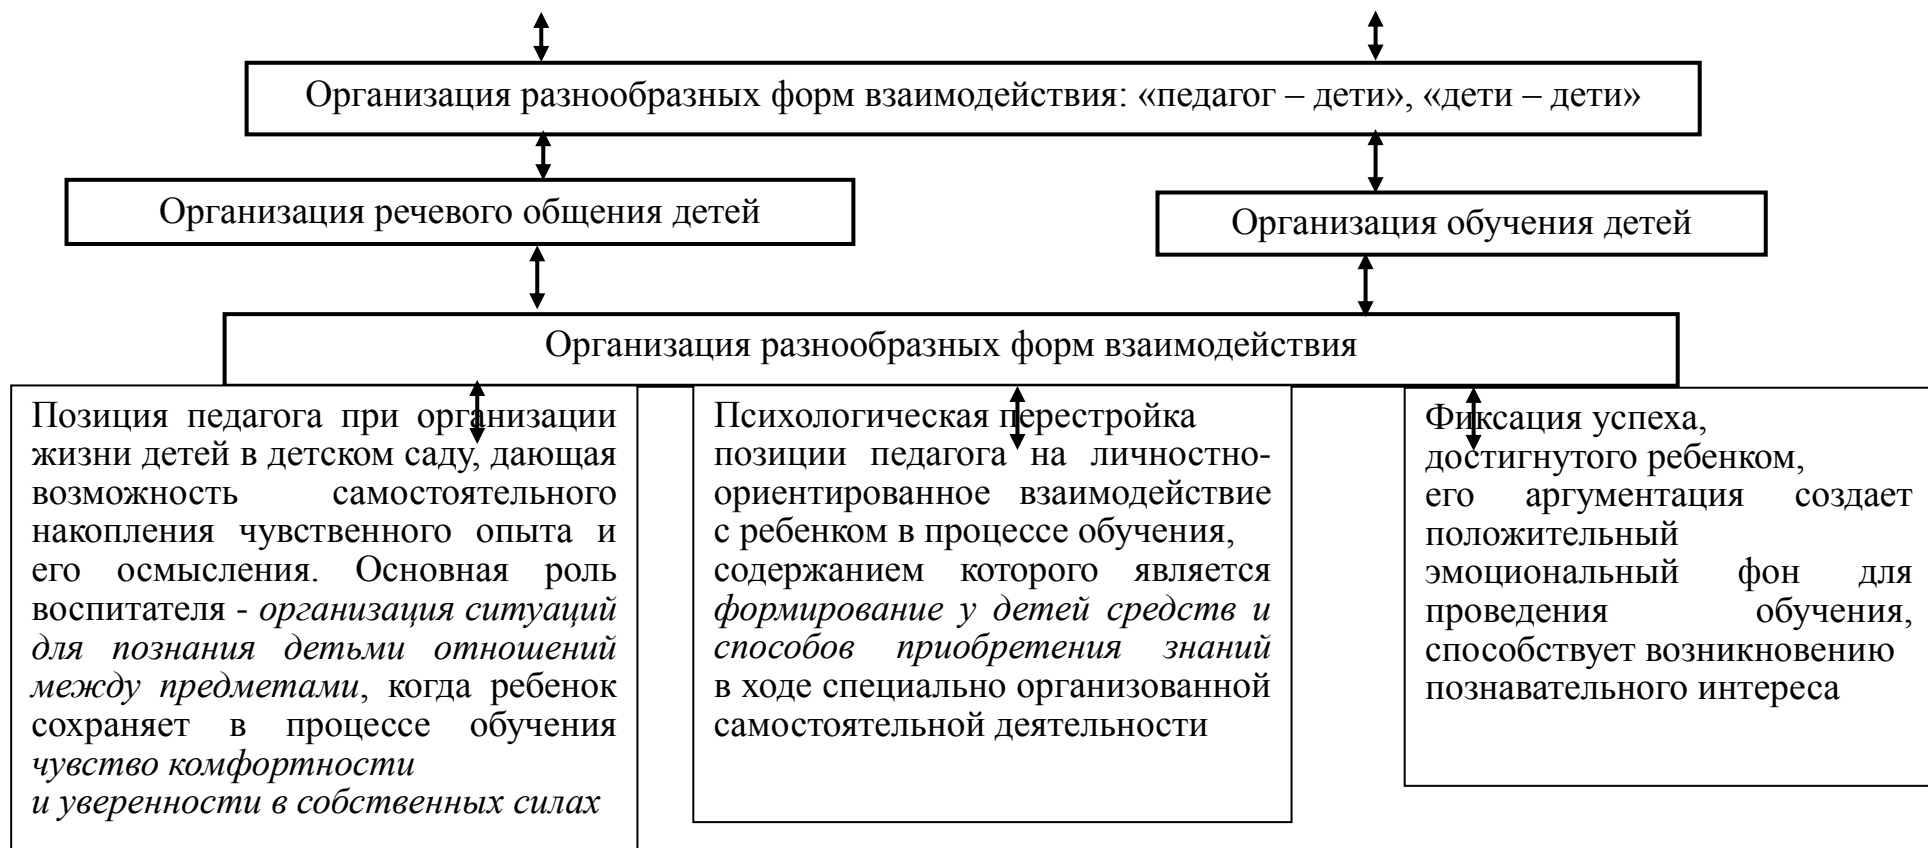 Организация разнообразных форм взаимодействия: «педагог – дети», «дети – дети»
Организация речевого общения детей
Организация обучения детей
Организация разнообразных форм взаимодействия
Позиция педагога при организации
жизни детей в детском саду, дающая
возможность самостоятельного
накопления чувственного опыта и
его осмысления. Основная роль
воспитателя - организация ситуаций
для познания детьми отношений
между предметами, когда ребенок
сохраняет в процессе обучения
чувство комфортности
и уверенности в собственных силах
Психологическая перестройка
позиции педагога на личностно-
ориентированное взаимодействие
с ребенком в процессе обучения,
содержанием которого является
формирование у детей средств и
способов приобретения знаний
в ходе специально организованной
самостоятельной деятельности
Фиксация успеха,
достигнутого ребенком,
его аргументация создает
положительный
эмоциональный фон для
проведения обучения,
способствует возникновению
познавательного интереса